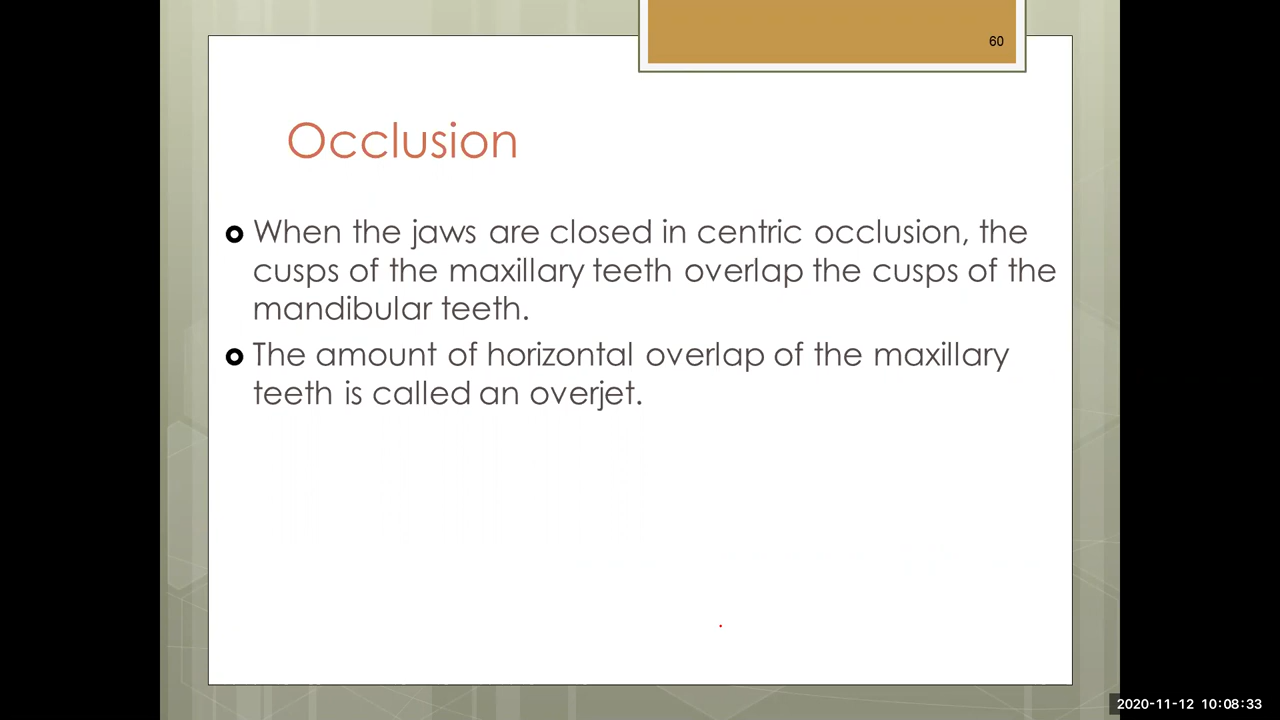 60
Occlusion
When the jaws are closed in centric occlusion, the
cusps of the maxillary teeth overlap the cusps of the
mandibular teeth.
The amount of horizontal overlap of the maxillary
teeth is called an overjet.
2020-11-12 10:08:33